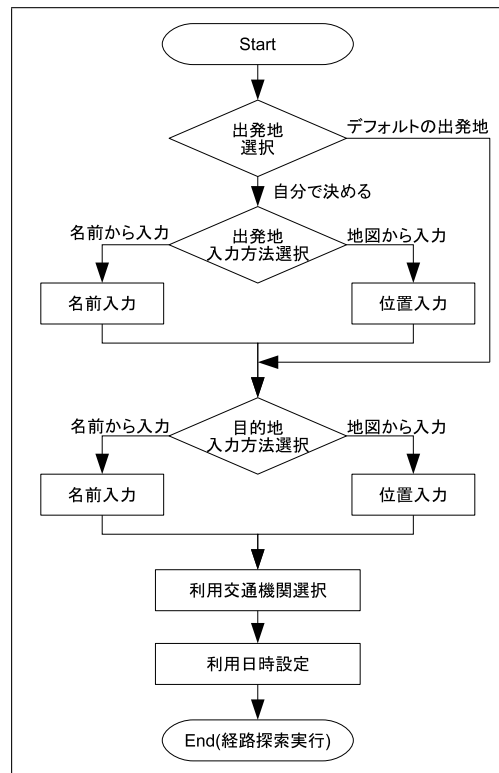 Start
出発地
選択
デフォルトの出発地
自分で決める
名前から入力
出発地
入力方法選択
地図から入力
名前入力
位置入力
名前から入力
目的地
入力方法選択
地図から入力
名前入力
位置入力
利用交通機関選択
利用日時設定
End(経路探索実行)